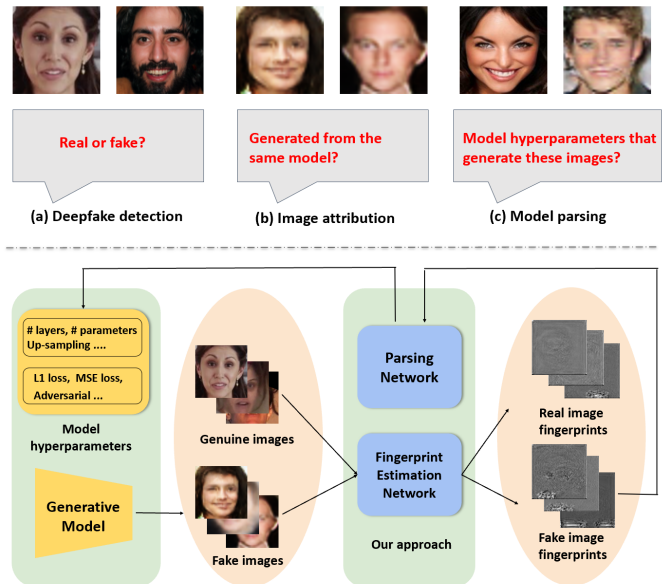 Real or fake?
Generated from the
same model?
Model hyperparameters that
generate these images?
(a) Deepfake detection
(b) Image attribution
(c) Model parsing
# layers, # parameters
Up-sampling ....
L1 loss, MSE loss,
Adversarial ...
Model
hyperparameters
Generative
Model
Genuine images
Fake images
Parsing
Network
Fingerprint
Estimation
Network
Our approach
Real image
fingerprints
Fake image
fingerprints